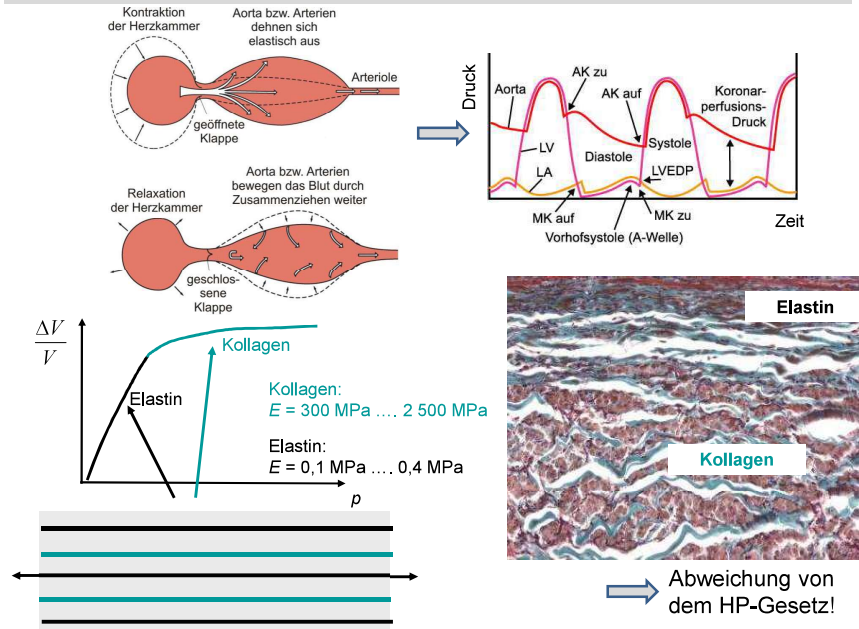 Kontraktion
der Herzkammer
Aorta bzw. Arterien
dehnen sich
elastisch aus
Arteriole
geöffnete
Klappe
Relaxation
der Herzkammer
Aorta bzw. Arterien
bewegen das Blut durch
Zusammenziehen weiter
geschlos-
sene
Klappe
Druck
Aorta
AK zu
AK auf
Koronar-
perfusions-
Druck
LV
Systole
Diastole
LA
LVEDP
MK auf
MK zu
Vorhofsystole (A-Welle)
Zeit
ΔV
V
Kollagen
Elastin
Kollagen:
E = 300 MPa …. 2 500 MPa
Elastin:
E = 0,1 MPa …. 0,4 MPa
p
Elastin
Kollagen
Abweichung von
dem HP-Gesetz!